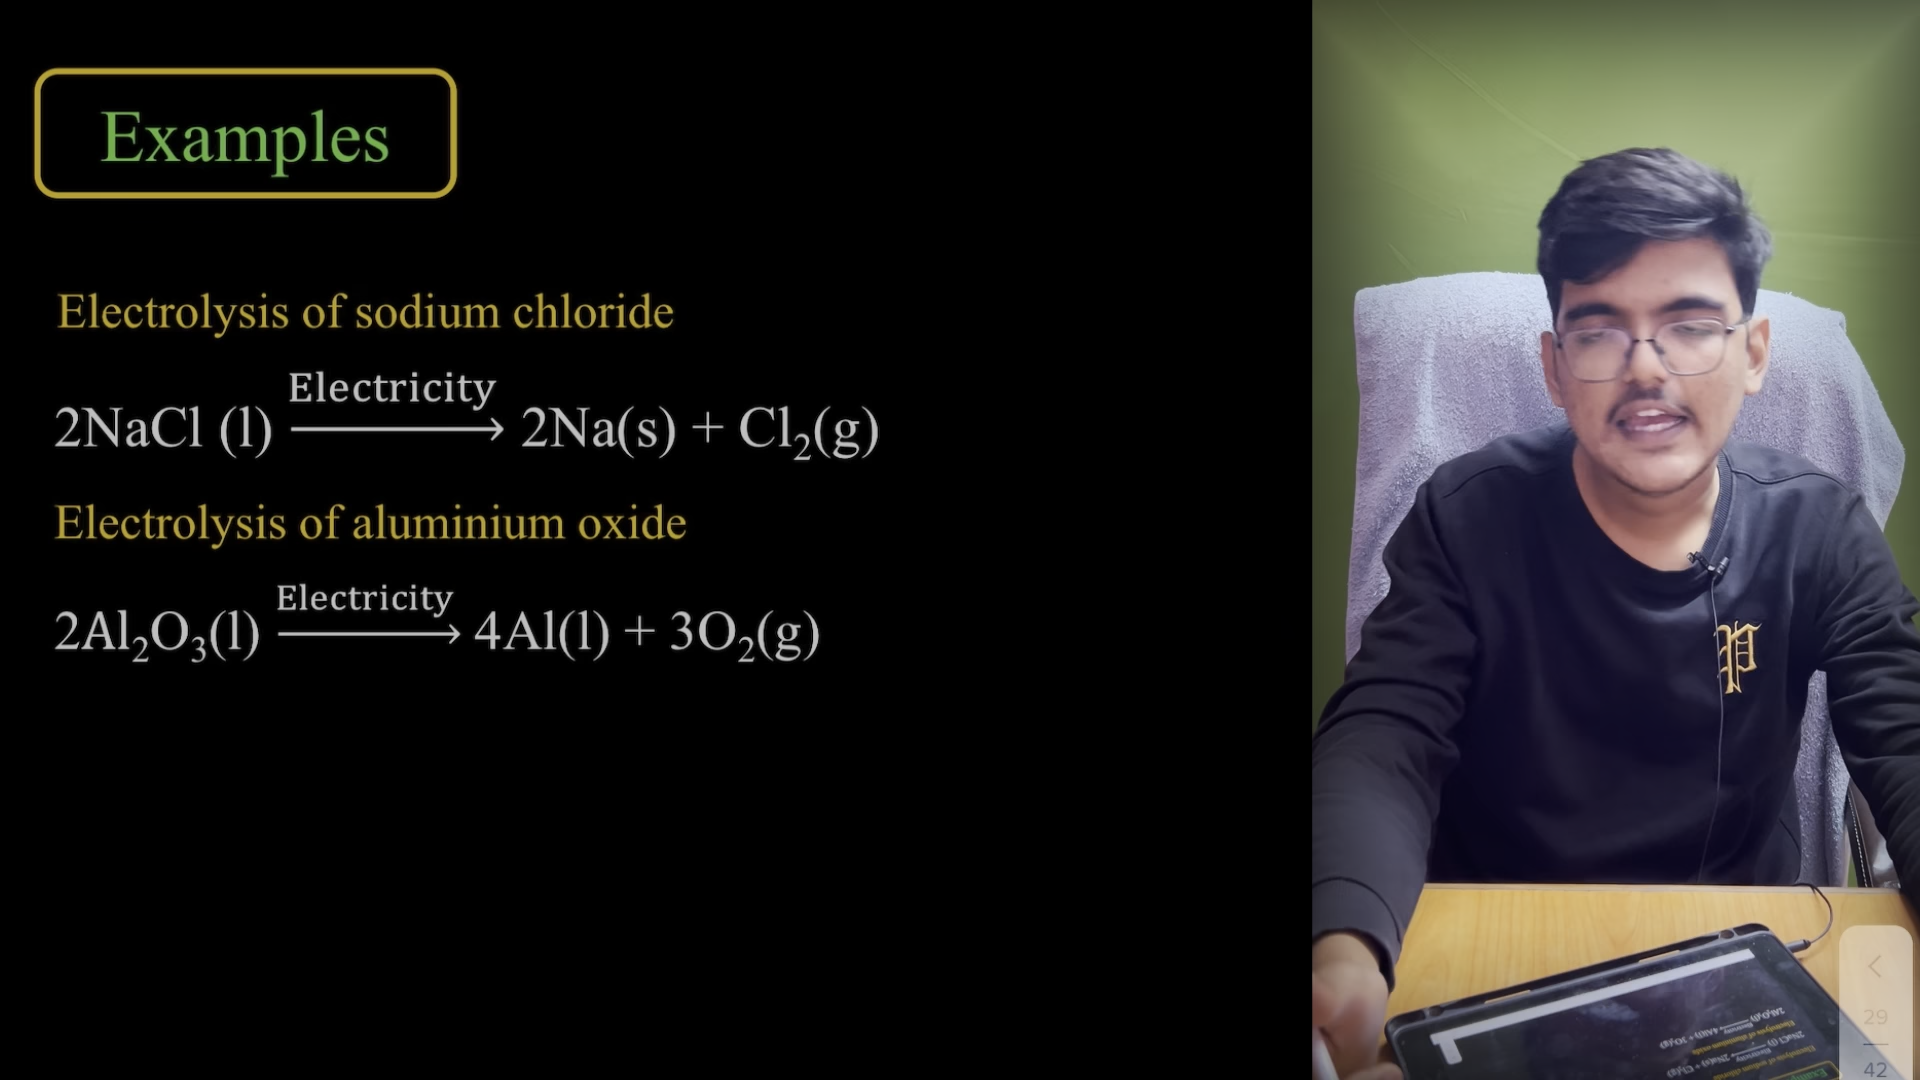 Examples
Electrolysis of sodium chloride
2NaCl (l) Electricity⟶ 2Na(s) + Cl₂(g)
Electrolysis of aluminium oxide
2Al₂O₃(l) Electricity⟶ 4Al(l) + 3O₂(g)
29
42